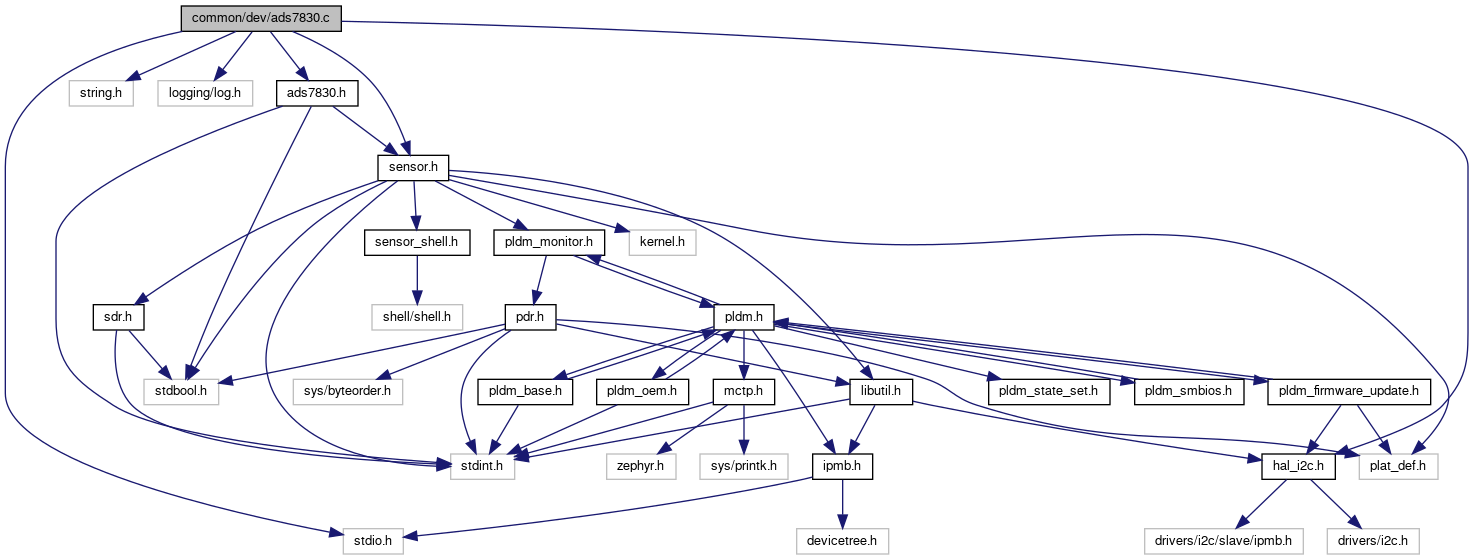 common/dev/ads7830.c
string.h
logging/log.h
ads7830.h
sensor.h
sensor_shell.h
pldm_monitor.h
kernel.h
sdr.h
shell/shell.h
pdr.h
pldm.h
stdbool.h
sys/byteorder.h
pldm_base.h
pldm_oem.h
mctp.h
libutil.h
pldm_state_set.h
pldm_smbios.h
pldm_firmware_update.h
stdint.h
zephyr.h
sys/printk.h
ipmb.h
hal_i2c.h
plat_def.h
stdio.h
devicetree.h
drivers/i2c/slave/ipmb.h
drivers/i2c.h